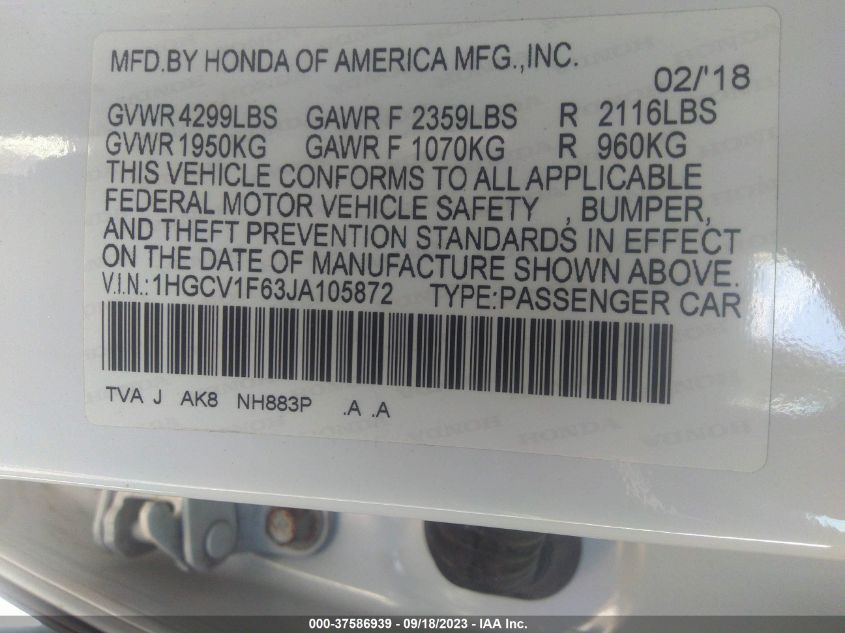 MFD.BY HONDA OF AMERICA MFG.,INC.
02/'18
GVWR 4299LBS GAWR F 2359LBS R 2116LBS
GVWR 1950KG GAWR F 1070KG R 960KG
THIS VEHICLE CONFORMS TO ALL APPLICABLE
FEDERAL MOTOR VEHICLE SAFETY , BUMPER,
AND THEFT PREVENTION STANDARDS IN EFFECT
ON THE DATE OF MANUFACTURE SHOWN ABOVE.
V.I.N.:1HGCV1F63JA105872 TYPE:PASSENGER CAR
TVA J AK8 NH883P .A .A
HONDA HONDA
000-37586939 - 09/18/2023 - IAA Inc.